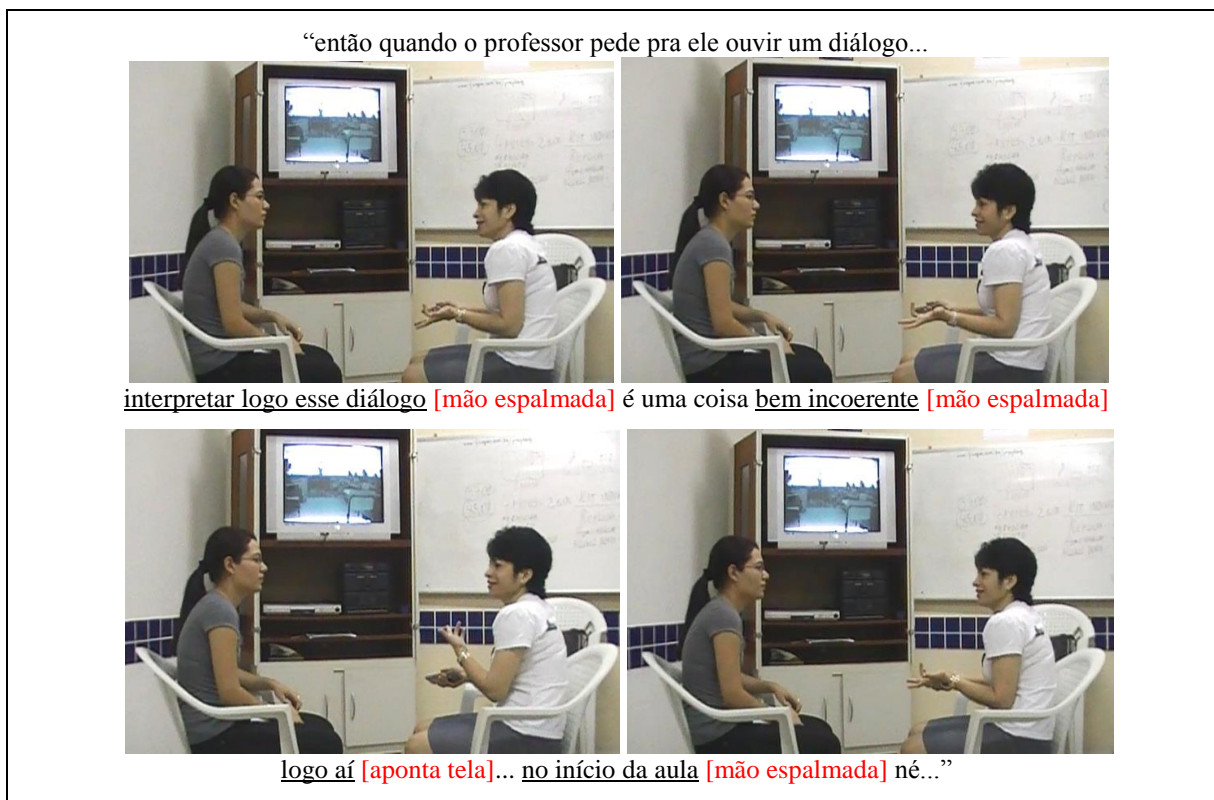 “então quando o professor pede pra ele ouvir um diálogo...
interpretar logo esse diálogo [mão espalmada] é uma coisa bem incoerente [mão espalmada]
logo aí [aponta tela]... no início da aula [mão espalmada] né...”